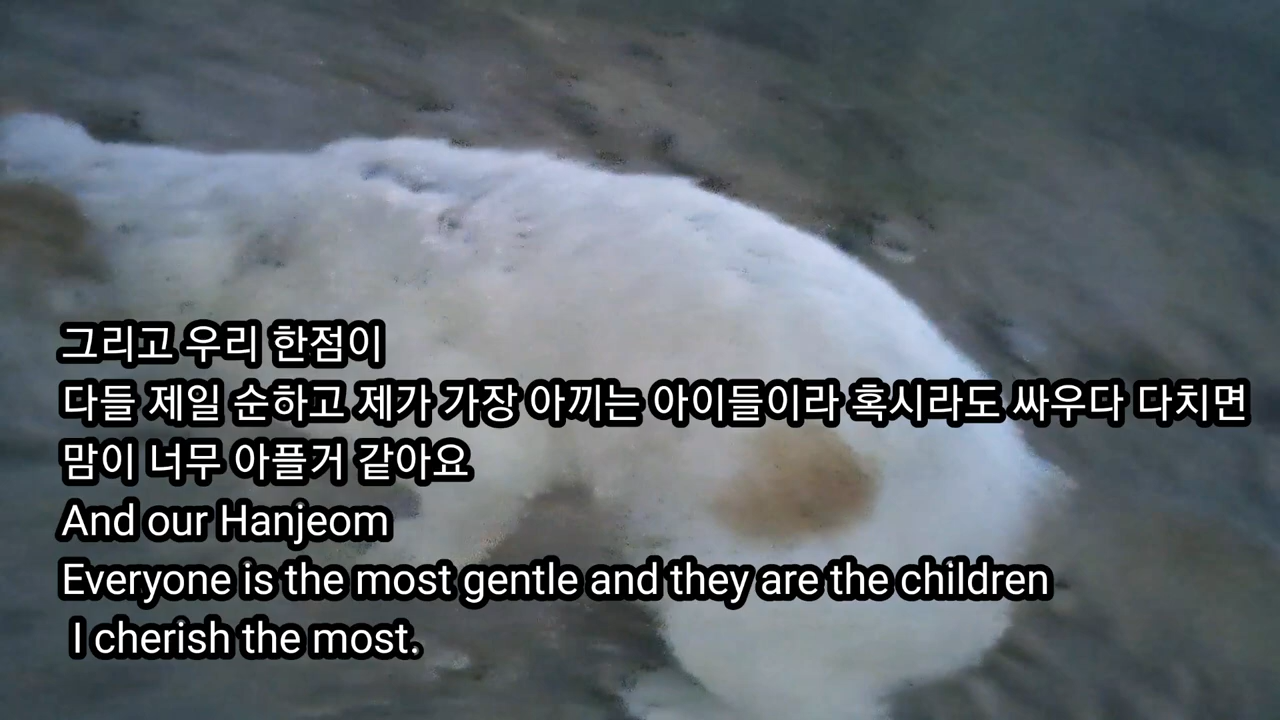 그리고 우리 한점이
다들 제일 순하고 제가 가장 아끼는 아이들이라 혹시라도 싸우다 다치면
맘이 너무 아플거 같아요
And our Hanjeom
Everyone is the most gentle and they are the children
I cherish the most.